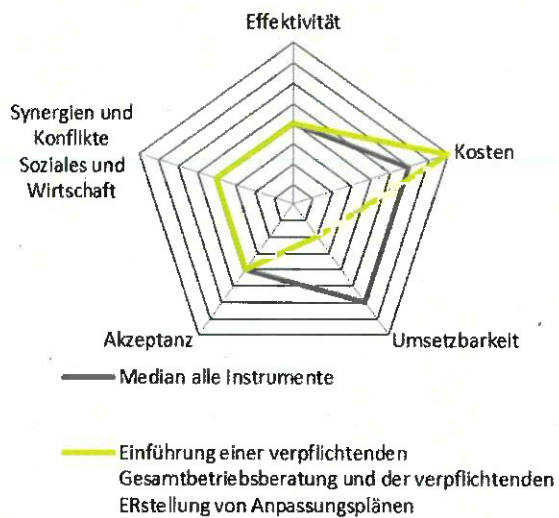 Effektivität
Synergien und
Konflikte
Soziales und
Wirtschaft
Kosten
Akzeptanz
Umsetzbarkeit
Median alle Instrumente
Einführung einer verpflichtenden
Gesamtbetriebsberatung und der verpflichtenden
ERstellung von Anpassungsplänen